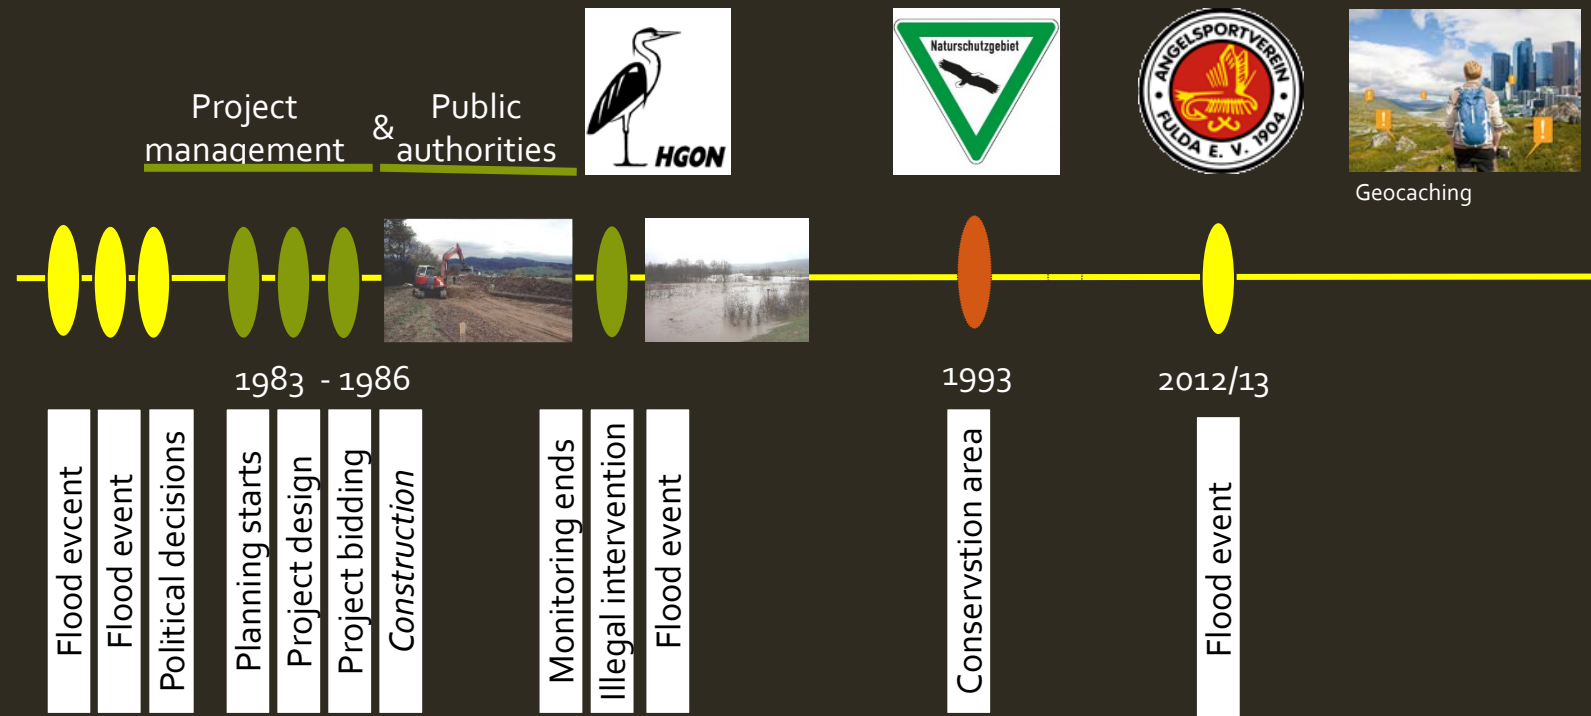 Project
management
&
Public
authorities
HGON
Naturschutzgebiet
ANGELSPORTVEREIN
FULDA E. V. 1904
Geocaching
1983 - 1986
1993
2012/13
Flood evcent
Flood event
Political decisions
Planning starts
Project design
Project bidding
Construction
Monitoring ends
Illegal intervention
Flood event
Conservstion area
Flood event